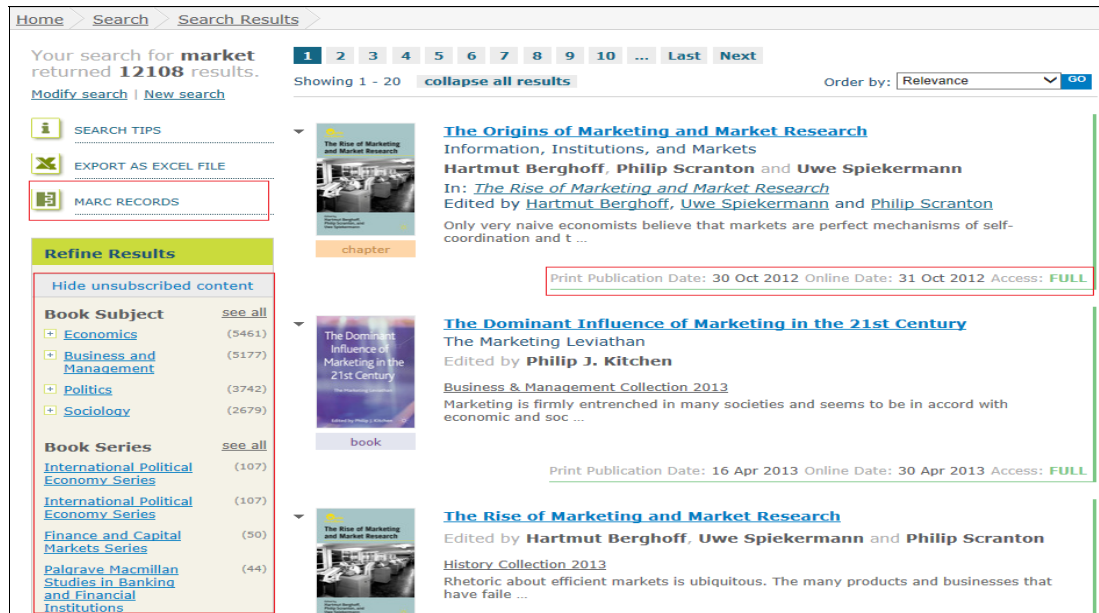 Home Search Search Results
Your search for market
returned 12108 results.
Modify search | New search
SEARCH TIPS
EXPORT AS EXCEL FILE
MARC RECORDS
Refine Results
Hide unsubscribed content
Book Subject see all
Economics (5461)
Business and (5177)
Management
Politics (3742)
Sociology (2679)
Book Series see all
International Political (107)
Economy Series
International Political (107)
Economy Series
Finance and Capital (50)
Markets Series
Palgrave Macmillan (44)
Studies in Banking
and Financial
Institutions
1 2 3 4 5 6 7 8 9 10 ... Last Next
Showing 1 - 20 collapse all results Order by: Relevance GO
The Rise of Marketing
and Market Research
chapter
The Origins of Marketing and Market Research
Information, Institutions, and Markets
Hartmut Berghoff, Philip Scranton and Uwe Spiekermann
In: The Rise of Marketing and Market Research
Edited by Hartmut Berghoff, Uwe Spiekermann and Philip Scranton
Only very naive economists believe that markets are perfect mechanisms of self-
coordination and t ...
Print Publication Date: 30 Oct 2012 Online Date: 31 Oct 2012 Access: FULL
The Dominant
Influence of
Marketing in the
21st Century
The Marketing Leviathan
Edited by Philip J. Kitchen
book
The Dominant Influence of Marketing in the 21st Century
The Marketing Leviathan
Edited by Philip J. Kitchen
Business & Management Collection 2013
Marketing is firmly entrenched in many societies and seems to be in accord with
economic and soc ...
Print Publication Date: 16 Apr 2013 Online Date: 30 Apr 2013 Access: FULL
The Rise of Marketing
and Market Research
The Rise of Marketing and Market Research
Edited by Hartmut Berghoff, Uwe Spiekermann and Philip Scranton
History Collection 2013
Rhetoric about efficient markets is ubiquitous. The many products and businesses that
have faile ...